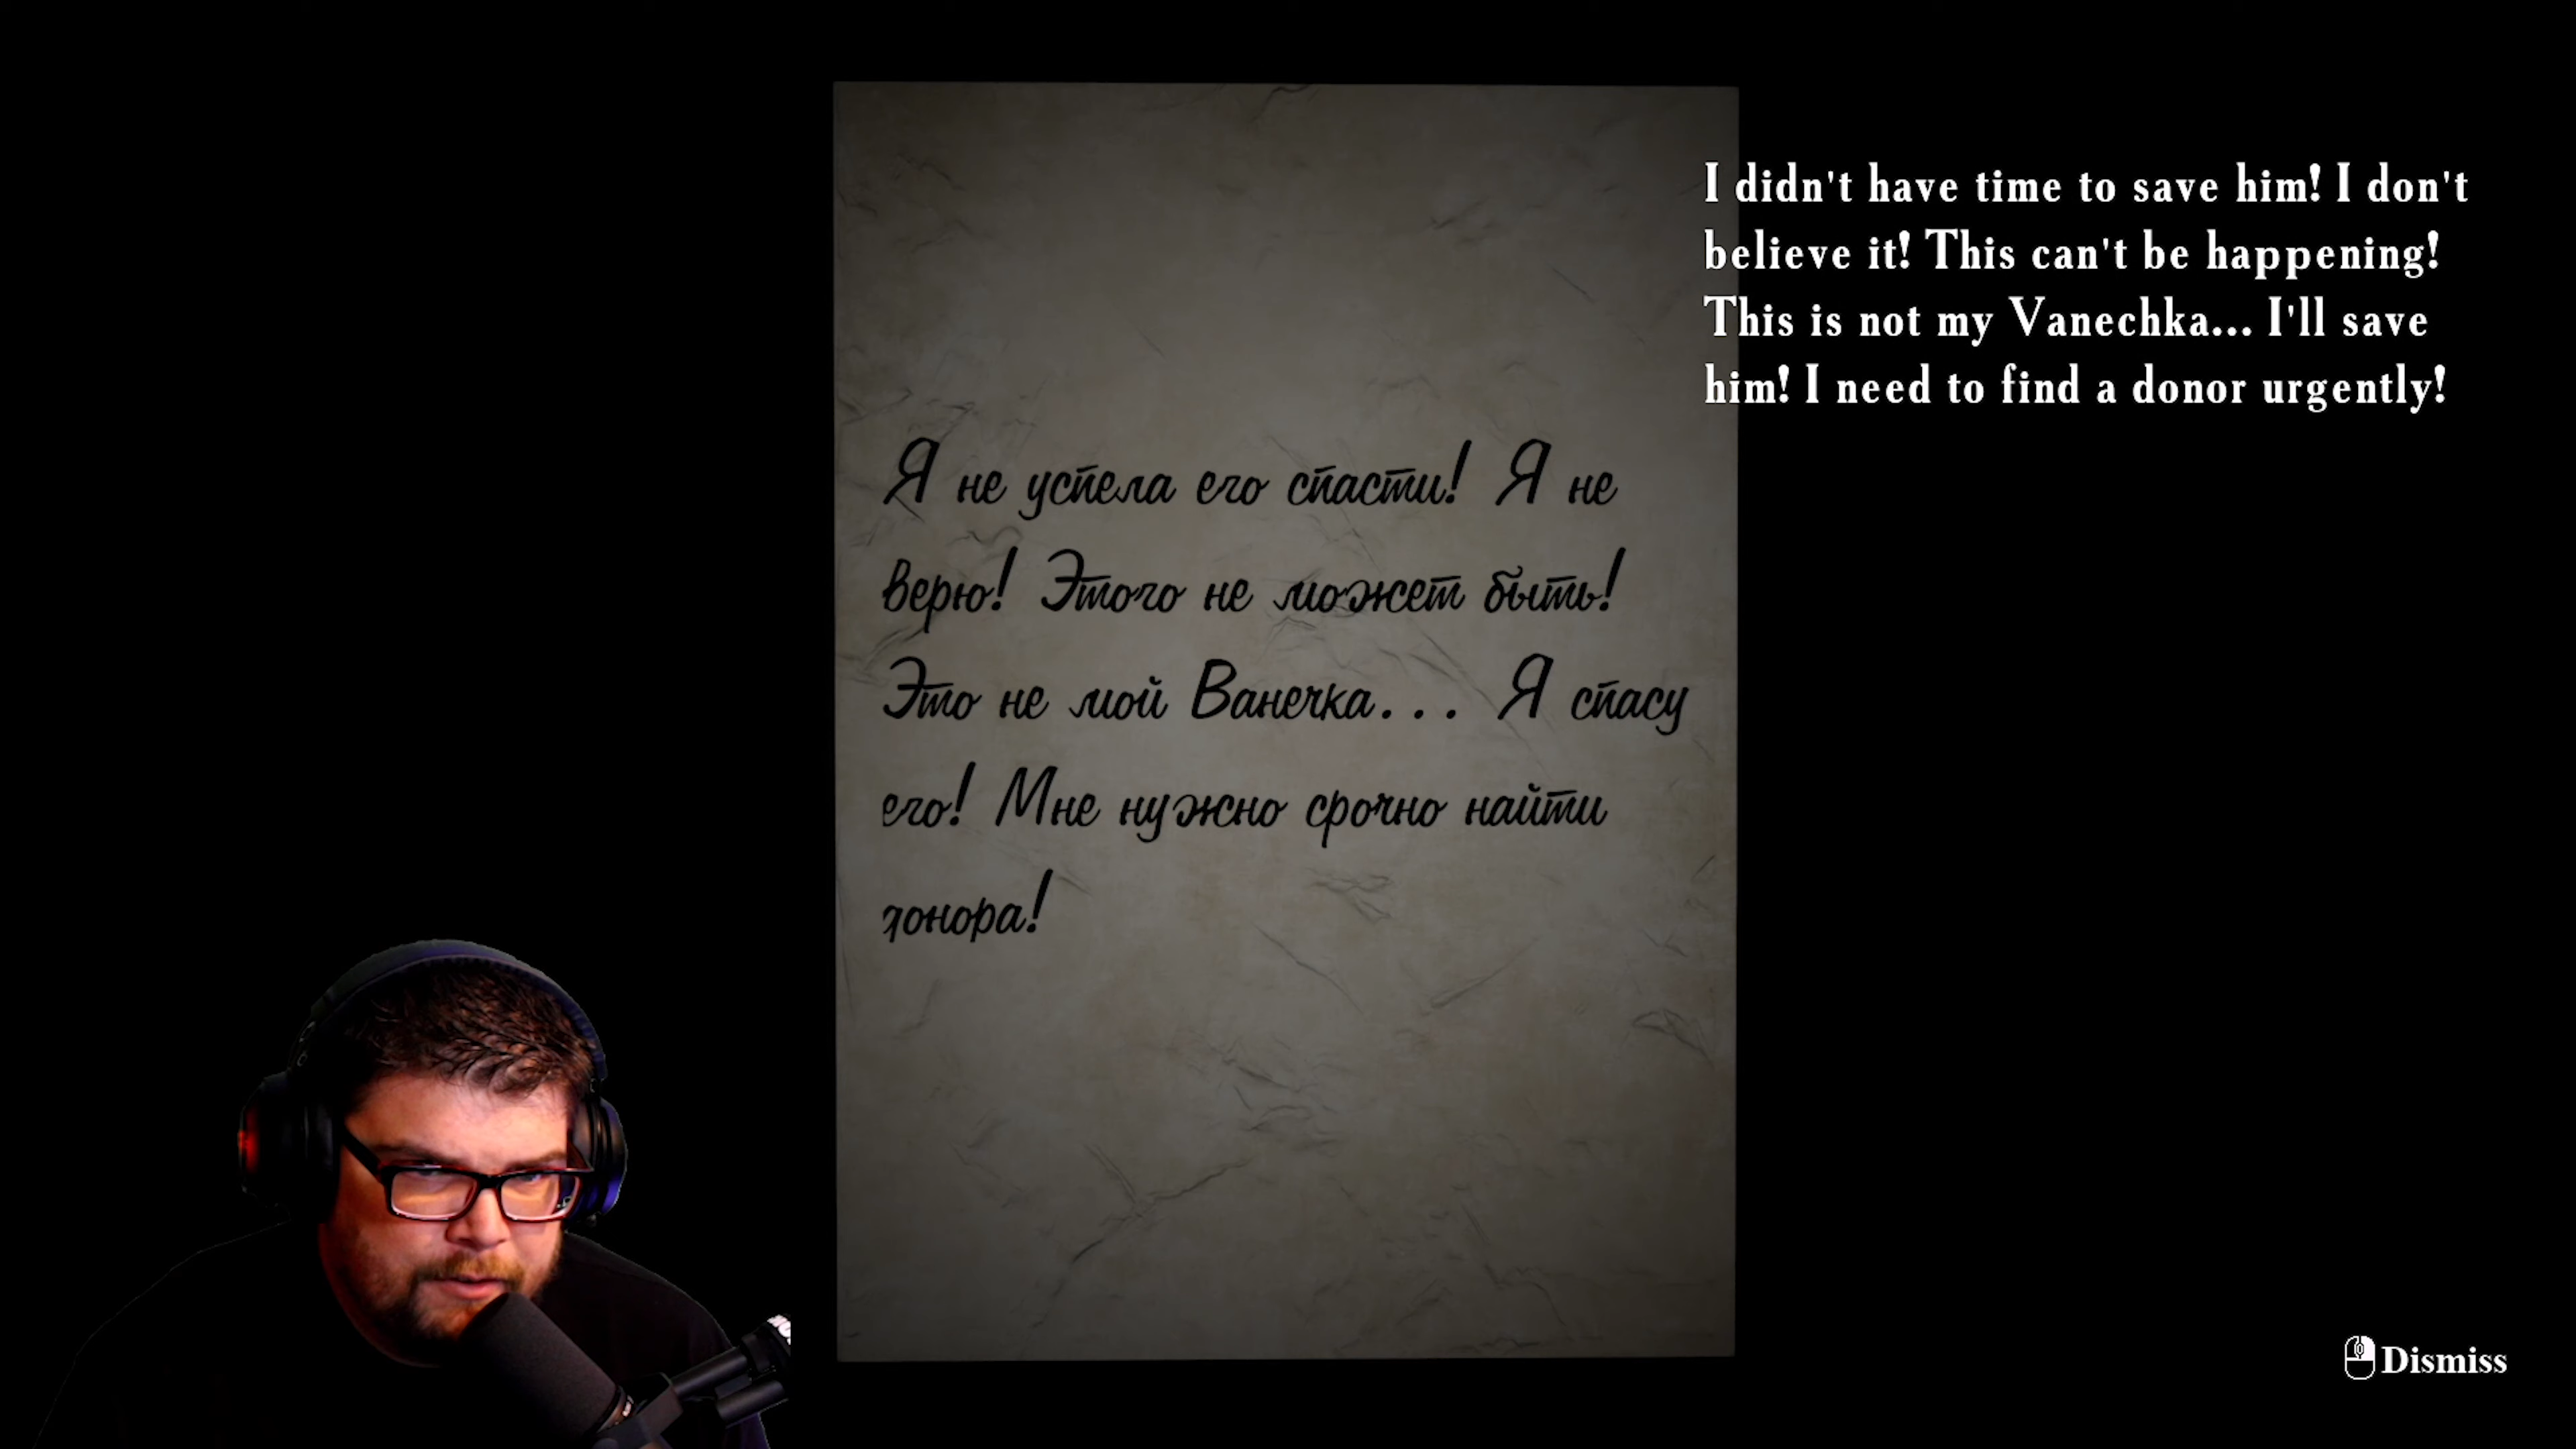 I didn't have time to save him! I don't
believe it! This can't be happening!
This is not my Vanechka... I'll save
him! I need to find a donor urgently!
Я не успела его спасти! Я не
верю! Этого не может быть!
Это не мой Ванечка... Я спасу
его! Мне нужно срочно найти
донора!
Dismiss